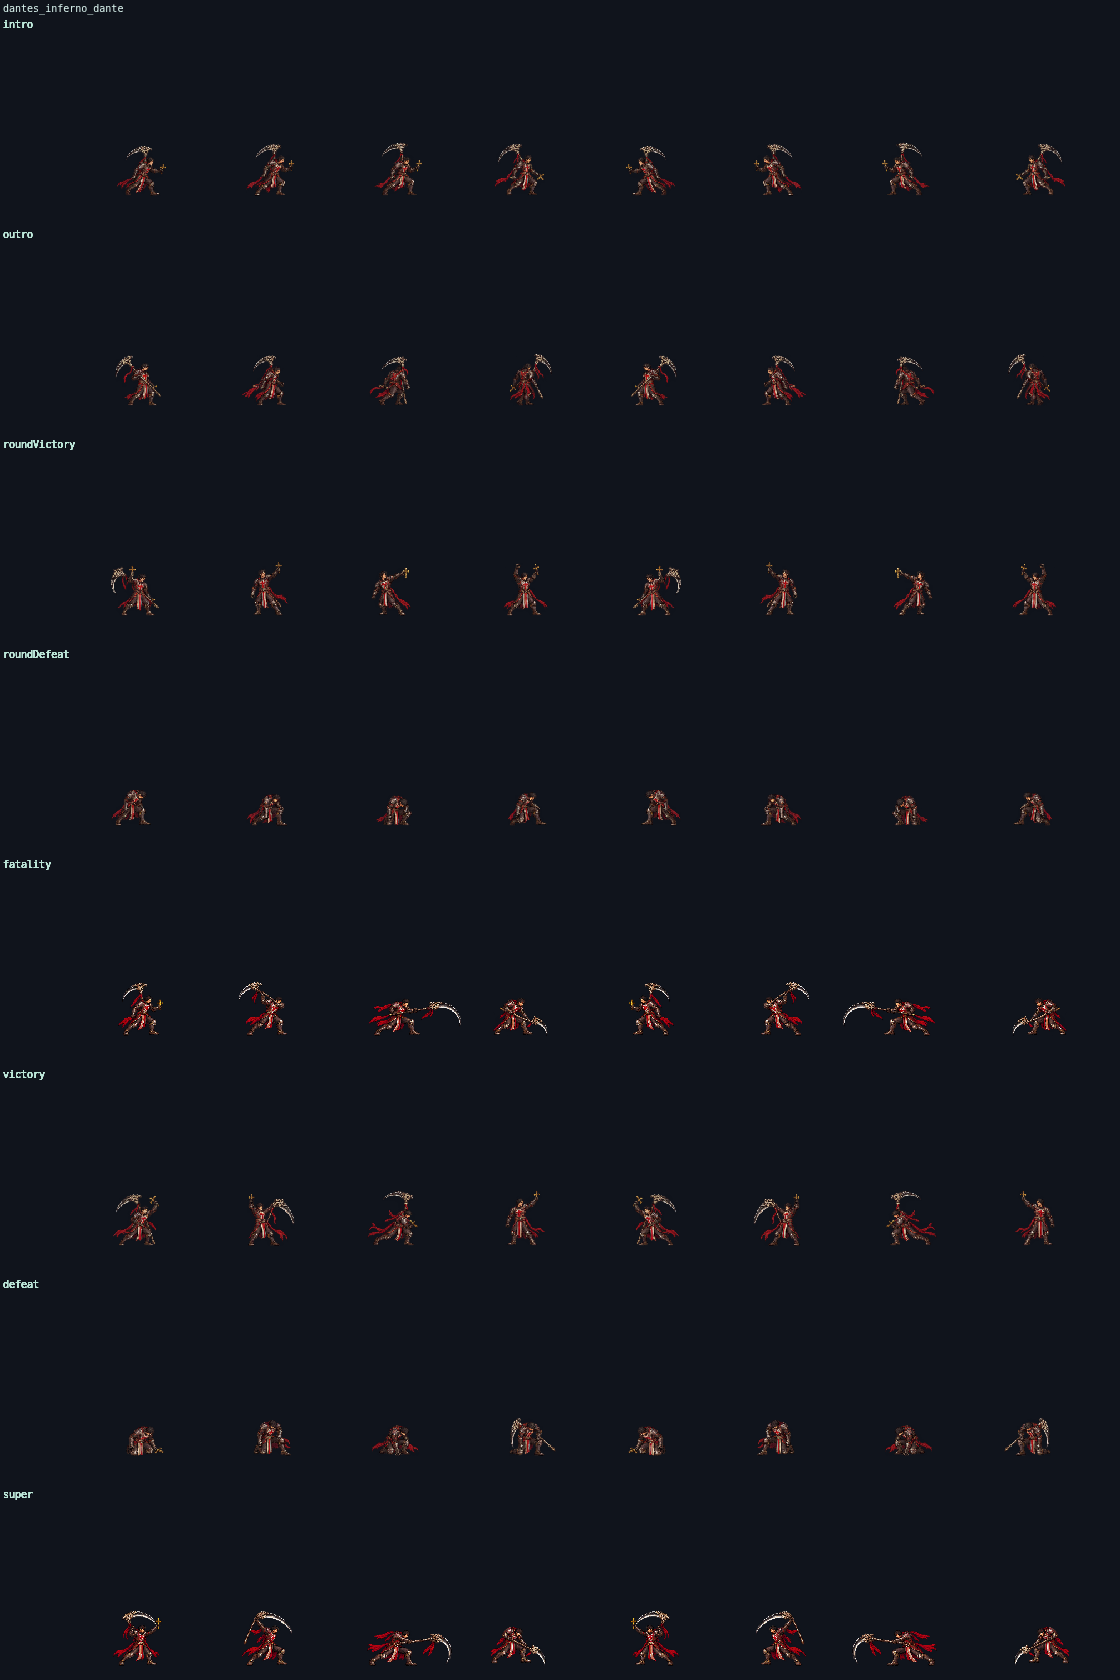 dantes_inferno_dante
intro
outro
roundVictory
roundDefeat
fatality
victory
defeat
super